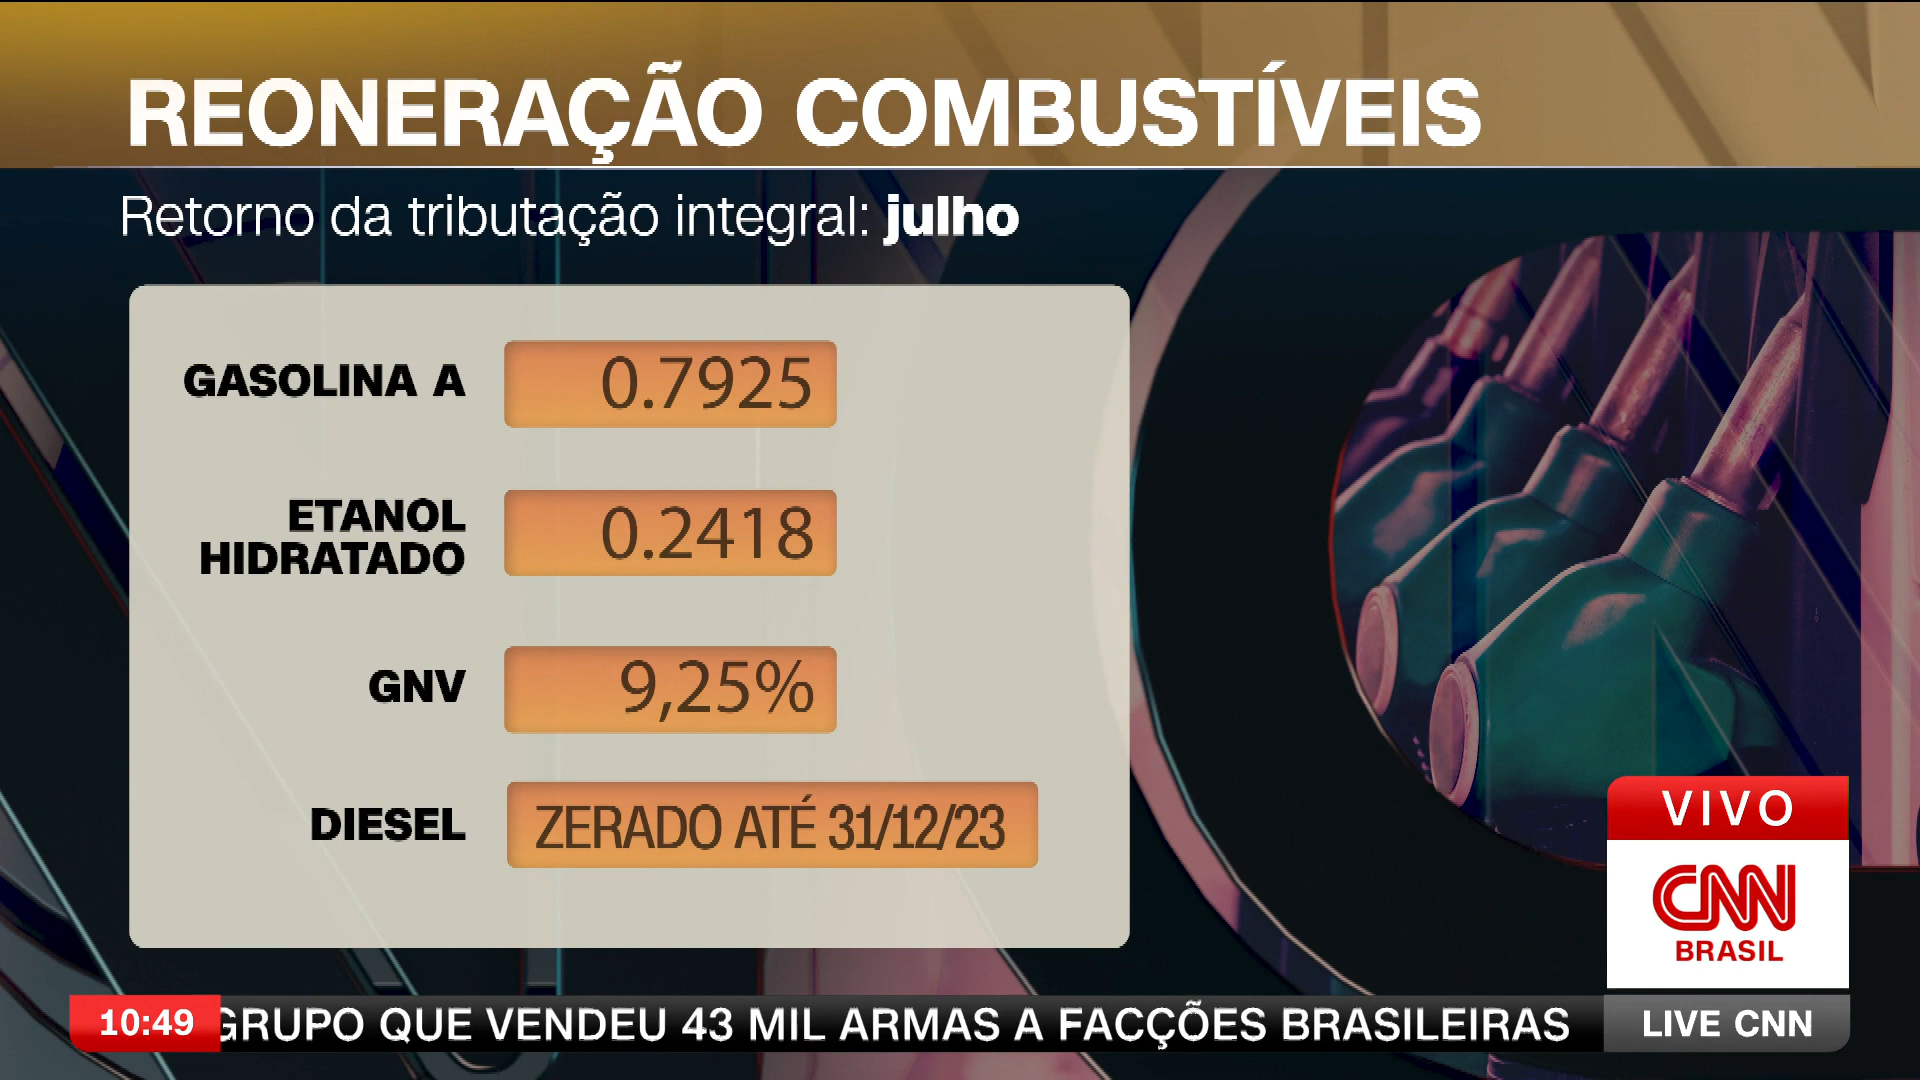 REONERAÇÃO COMBUSTÍVEIS
Retorno da tributação integral: julho
GASOLINA A
0.7925
ETANOL
HIDRATADO
0.2418
GNV
9,25%
DIESEL
ZERADO ATÉ 31/12/23
VIVO
CNN
BRASIL
10:49
GRUPO QUE VENDEU 43 MIL ARMAS A FACÇÕES BRASILEIRAS
LIVE CNN